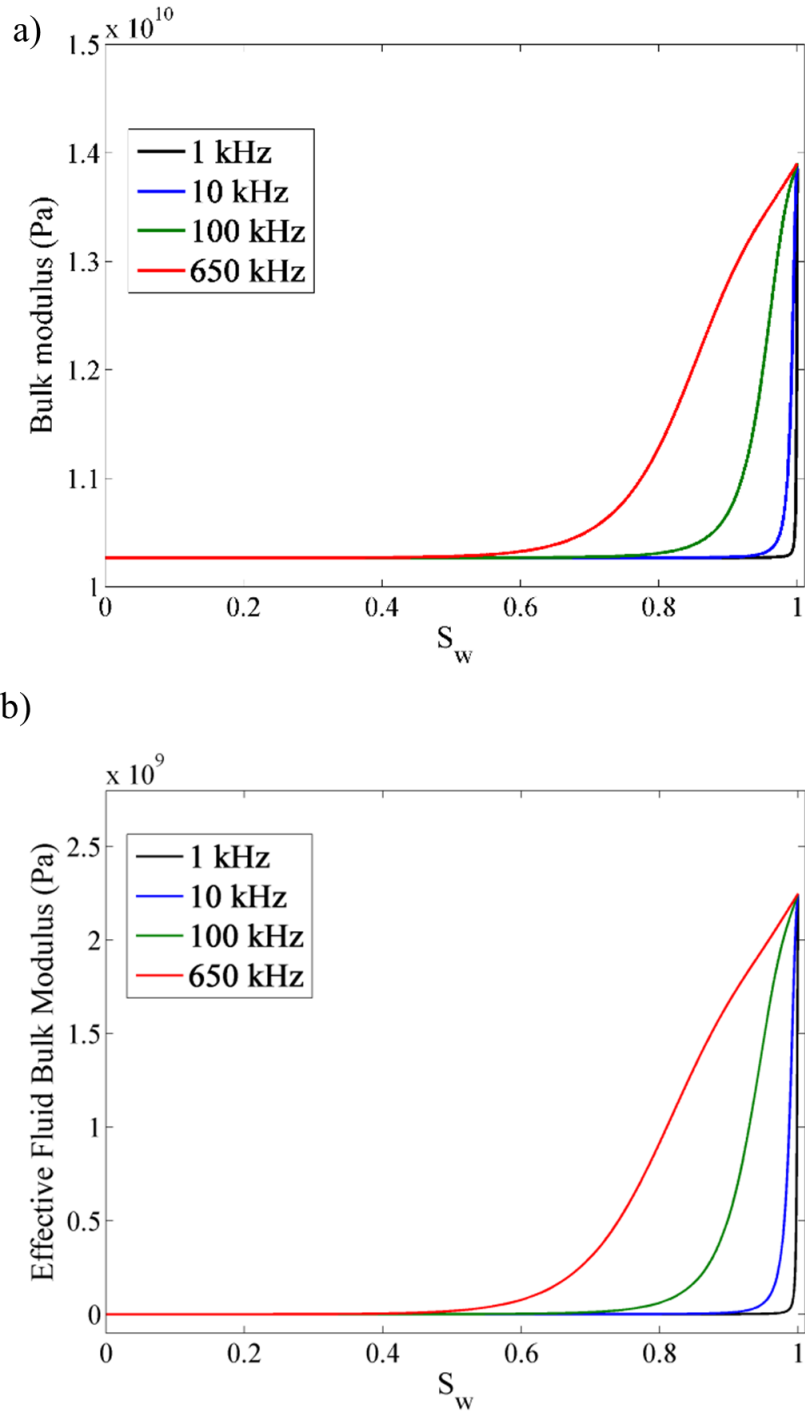 a)
x 10^10
1.5
1.4
1.3
1.2
1.1
1
Bulk modulus (Pa)
1 kHz
10 kHz
100 kHz
650 kHz
0 0.2 0.4 0.6 0.8 1
S_w
b)
x 10^9
2.5
2
1.5
1
0.5
0
Effective Fluid Bulk Modulus (Pa)
1 kHz
10 kHz
100 kHz
650 kHz
0 0.2 0.4 0.6 0.8 1
S_w